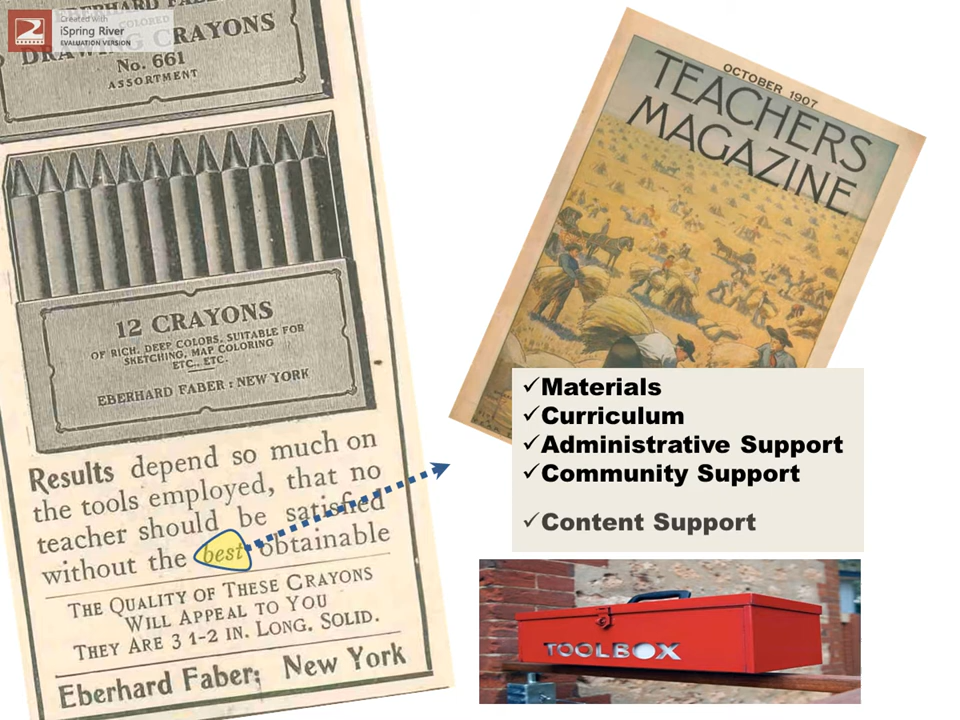 Created with
iSpring River
EVALUATION VERSION
EBERHARD FABER
COLORED
DRAWING CRAYONS
No. 661
ASSORTMENT
12 CRAYONS
OF RICH, DEEP COLORS, SUITABLE FOR
SKETCHING, MAP COLORING
ETC., ETC.
EBERHARD FABER : NEW YORK
Results depend so much on
the tools employed, that no
teacher should be satisfied
without the best obtainable
THE QUALITY OF THESE CRAYONS
WILL APPEAL TO YOU
THEY ARE 3 1-2 IN. LONG. SOLID.
Eberhard Faber: New York
OCTOBER 1907
TEACHERS
MAGAZINE
✓Materials
✓Curriculum
✓Administrative Support
✓Community Support
✓Content Support
TOOLBOX